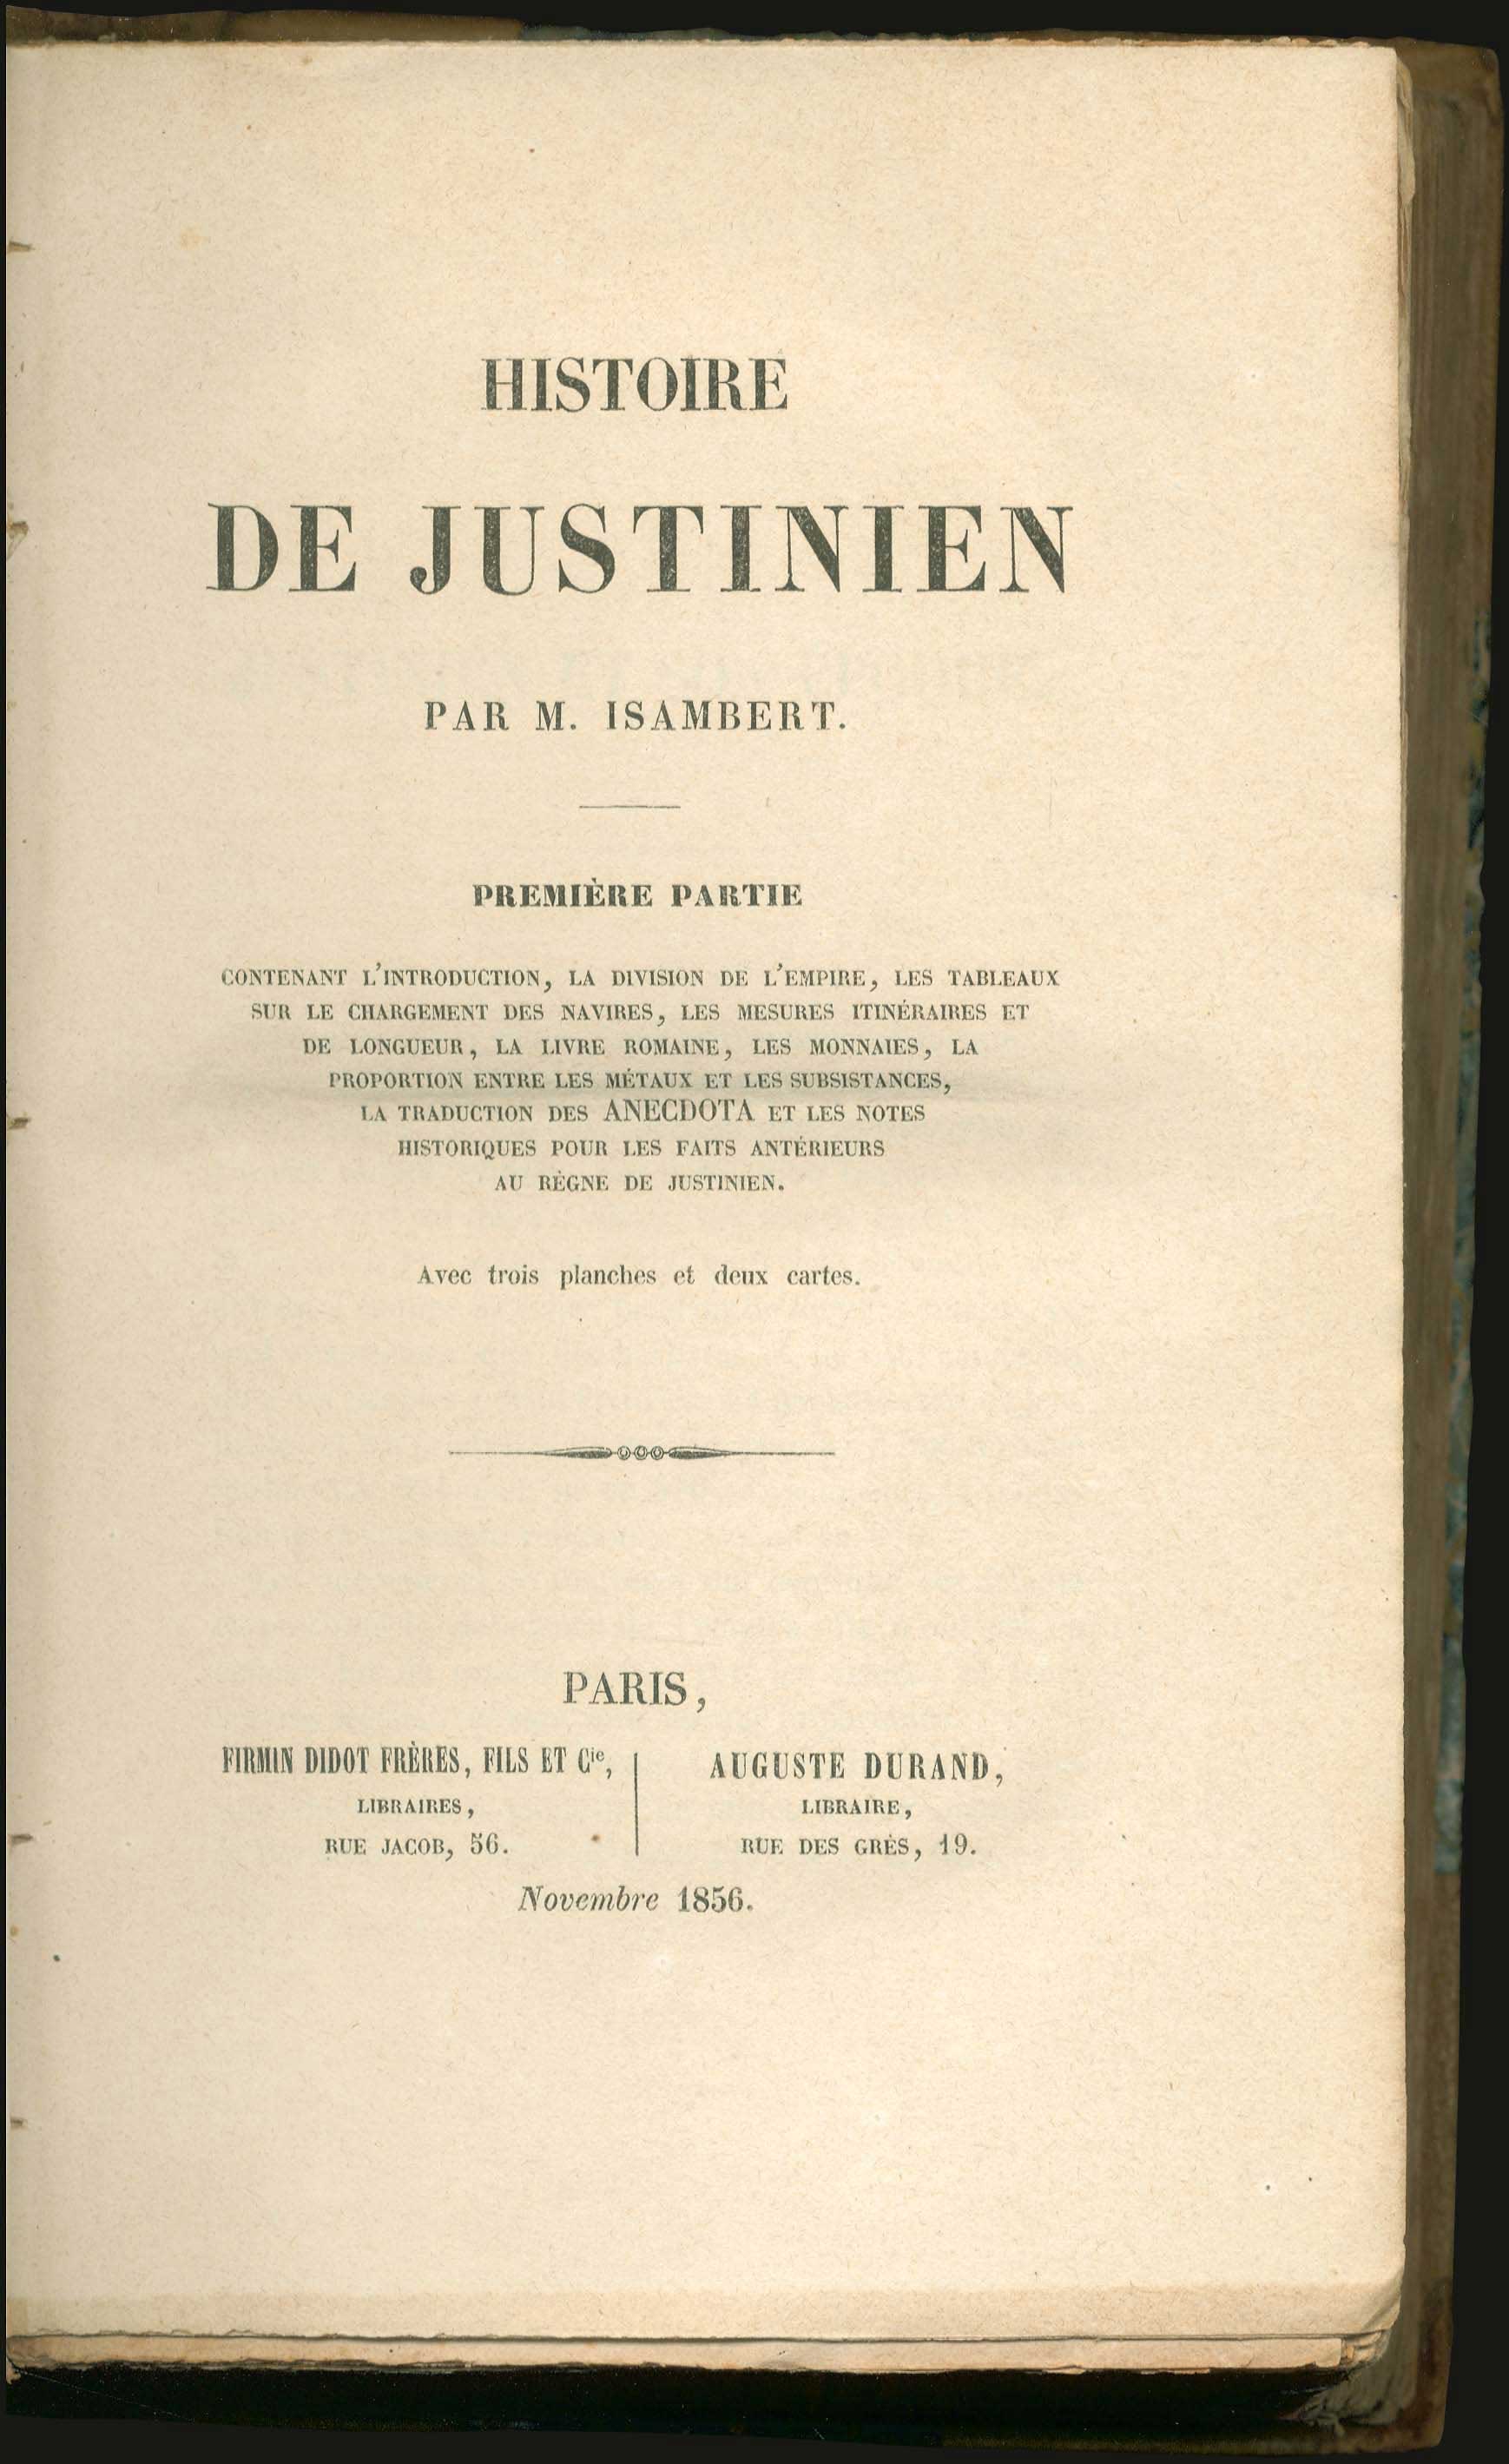 HISTOIRE
DE JUSTINIEN
PAR M. ISAMBERT.
PREMIÈRE PARTIE
CONTENANT L'INTRODUCTION, LA DIVISION DE L'EMPIRE, LES TABLEAUX
SUR LE CHARGEMENT DES NAVIRES, LES MESURES ITINÉRAIRES ET
DE LONGUEUR, LA LIVRE ROMAINE, LES MONNAIES, LA
PROPORTION ENTRE LES MÉTAUX ET LES SUBSISTANCES,
LA TRADUCTION DES ANECDOTA ET LES NOTES
HISTORIQUES POUR LES FAITS ANTÉRIEURS
AU RÈGNE DE JUSTINIEN.
Avec trois planches et deux cartes.
PARIS,
FIRMIN DIDOT FRÈRES, FILS ET Cie,
LIBRAIRES,
RUE JACOB, 56.
AUGUSTE DURAND,
LIBRAIRE,
RUE DES GRÈS, 19.
Novembre 1856.